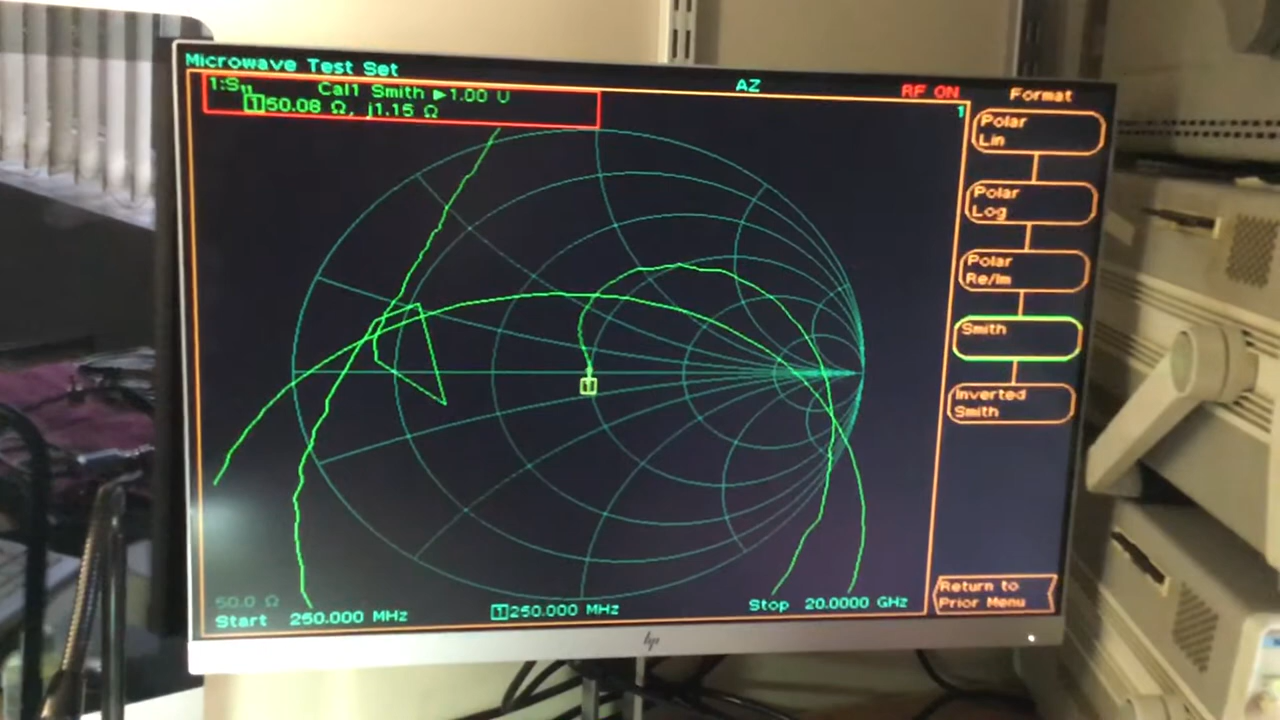 Microwave Test Set
1:S11 Cal1 Smith ►1.00 U
1 50.08 Ω, j1.15 Ω
AZ
RF ON
1
Format
Polar
Lin
Polar
Log
Polar
Re/Im
Smith
Inverted
Smith
Return to
Prior Menu
1
50.0 Ω
Start 250.000 MHz
1 250.000 MHz
Stop 20.0000 GHz
hp